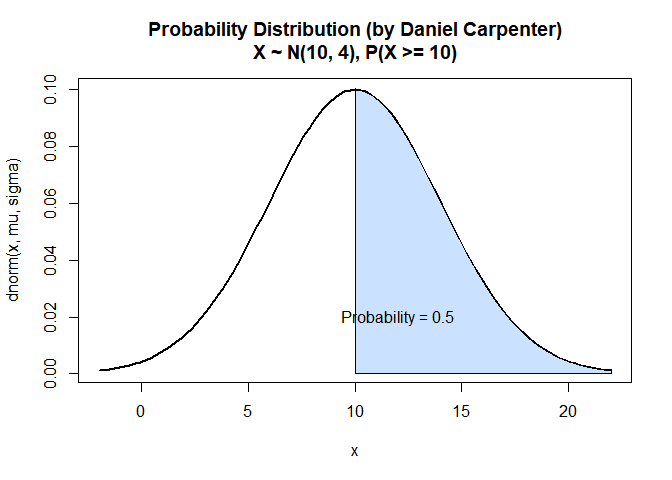 Probability Distribution (by Daniel Carpenter)
X ~ N(10, 4), P(X >= 10)
dnorm(x, mu, sigma)
0.10
0.08
0.06
0.04
0.02
0.00
Probability = 0.5
0 5 10 15 20
x